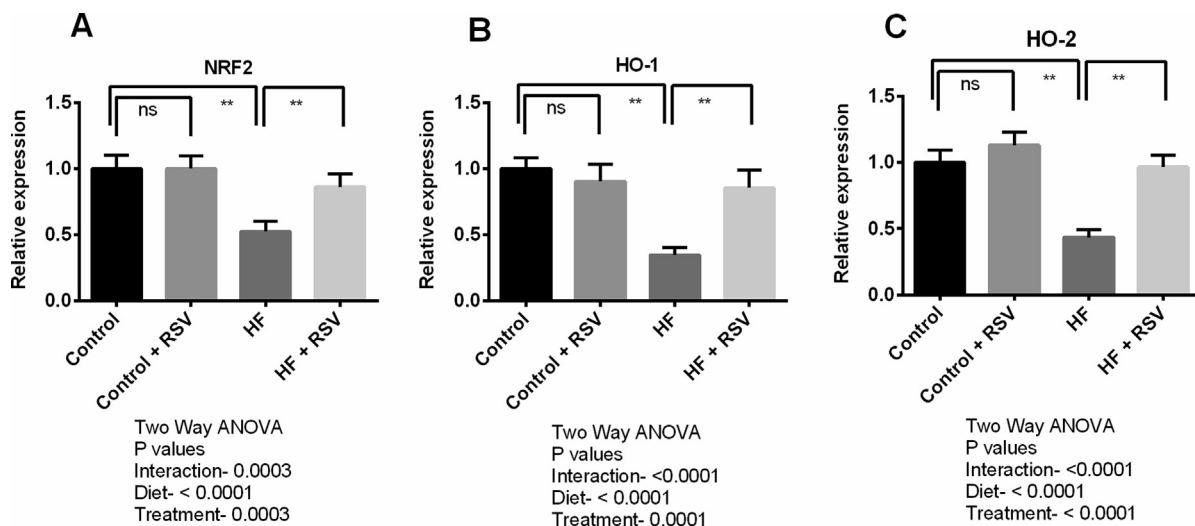 A
NRF2
ns
**
**
1.5
1.0
0.5
0.0
Relative expression
Control
Control + RSV
HF
HF + RSV
Two Way ANOVA
P values
Interaction- 0.0003
Diet- < 0.0001
Treatment- 0.0003
B
HO-1
ns
**
**
1.5
1.0
0.5
0.0
Relative expression
Control
Control + RSV
HF
HF + RSV
Two Way ANOVA
P values
Interaction- <0.0001
Diet- < 0.0001
Treatment- 0.0001
C
HO-2
ns
**
**
1.5
1.0
0.5
0.0
Relative expression
Control
Control + RSV
HF
HF + RSV
Two Way ANOVA
P values
Interaction- <0.0001
Diet- < 0.0001
Treatment- < 0.0001